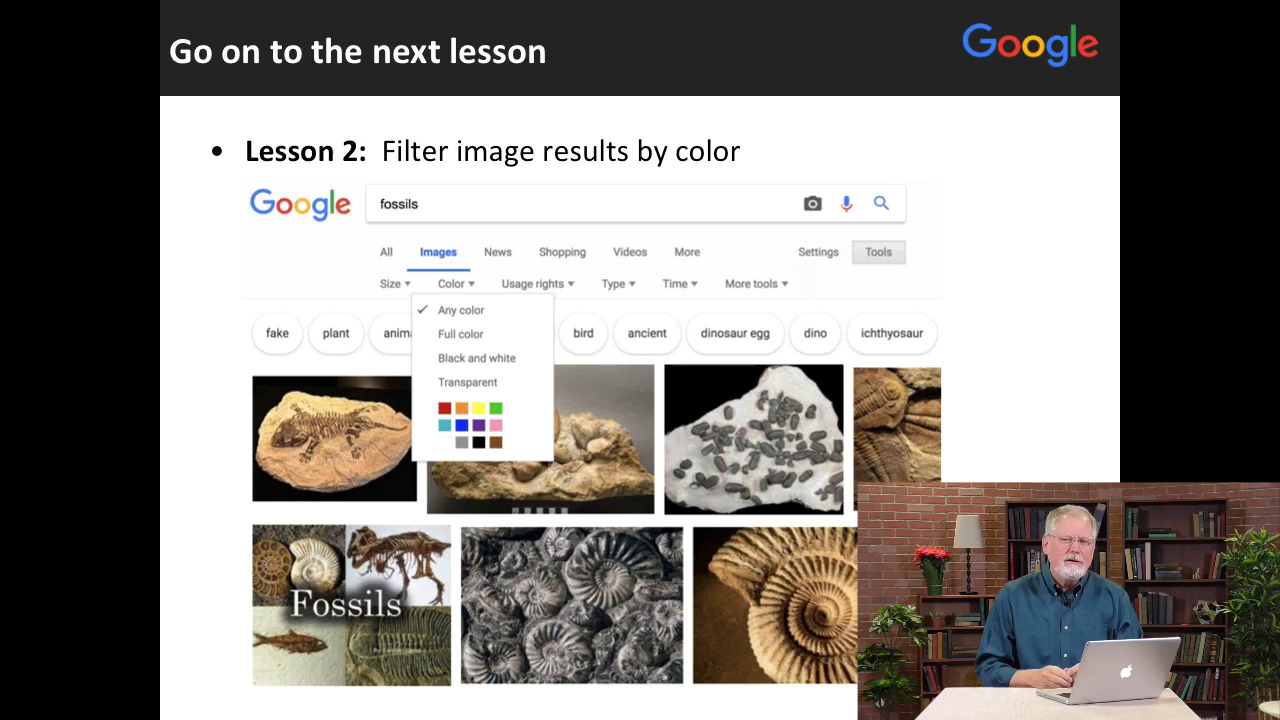 Go on to the next lesson
Google
• Lesson 2: Filter image results by color
Google
fossils
All Images News Shopping Videos More Settings Tools
Size Color Usage rights Type Time More tools
Any color
Full color
Black and white
Transparent
fake plant anima bird ancient dinosaur egg dino ichthyosaur
Fossils